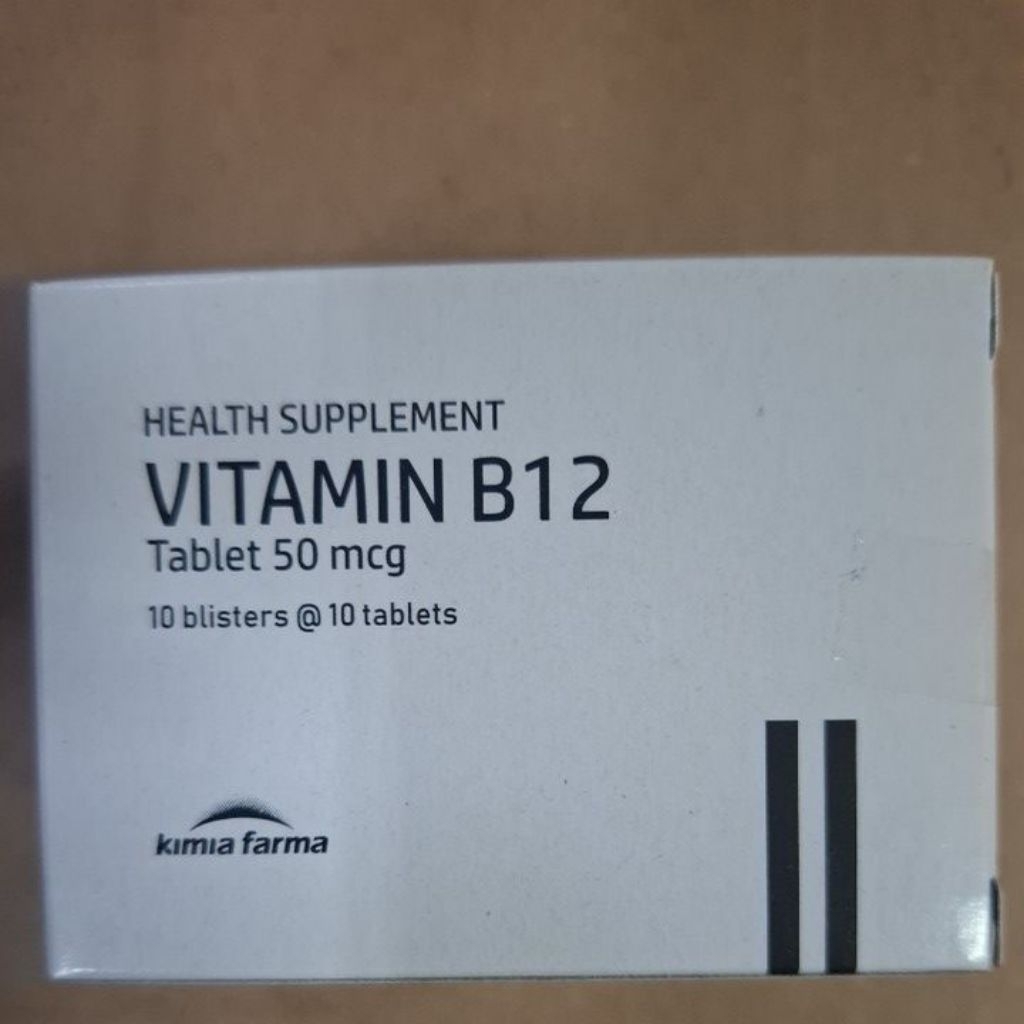 HEALTH SUPPLEMENT
VITAMIN B12
Tablet 50 mcg
10 blisters @ 10 tablets
kimia farma